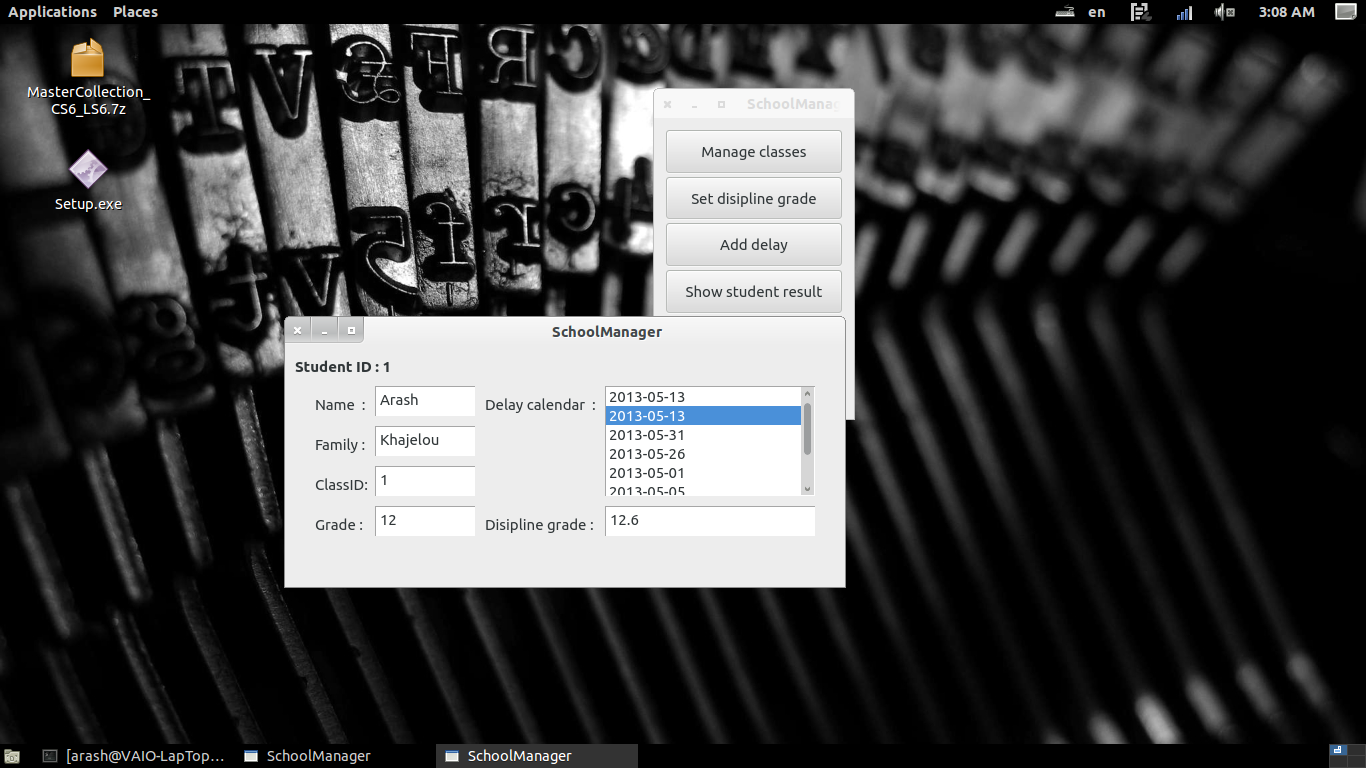 Applications Places en 3:08 AM
MasterCollection_
CS6_LS6.7z
Setup.exe
SchoolMana
Manage classes
Set disipline grade
Add delay
Show student result
SchoolManager
Student ID : 1
Name : Arash
Delay calendar :
2013-05-13
2013-05-13
2013-05-31
2013-05-26
2013-05-01
2013-05-05
Family : Khajelou
ClassID: 1
Grade : 12
Disipline grade : 12.6
[arash@VAIO-LapTop... SchoolManager SchoolManager